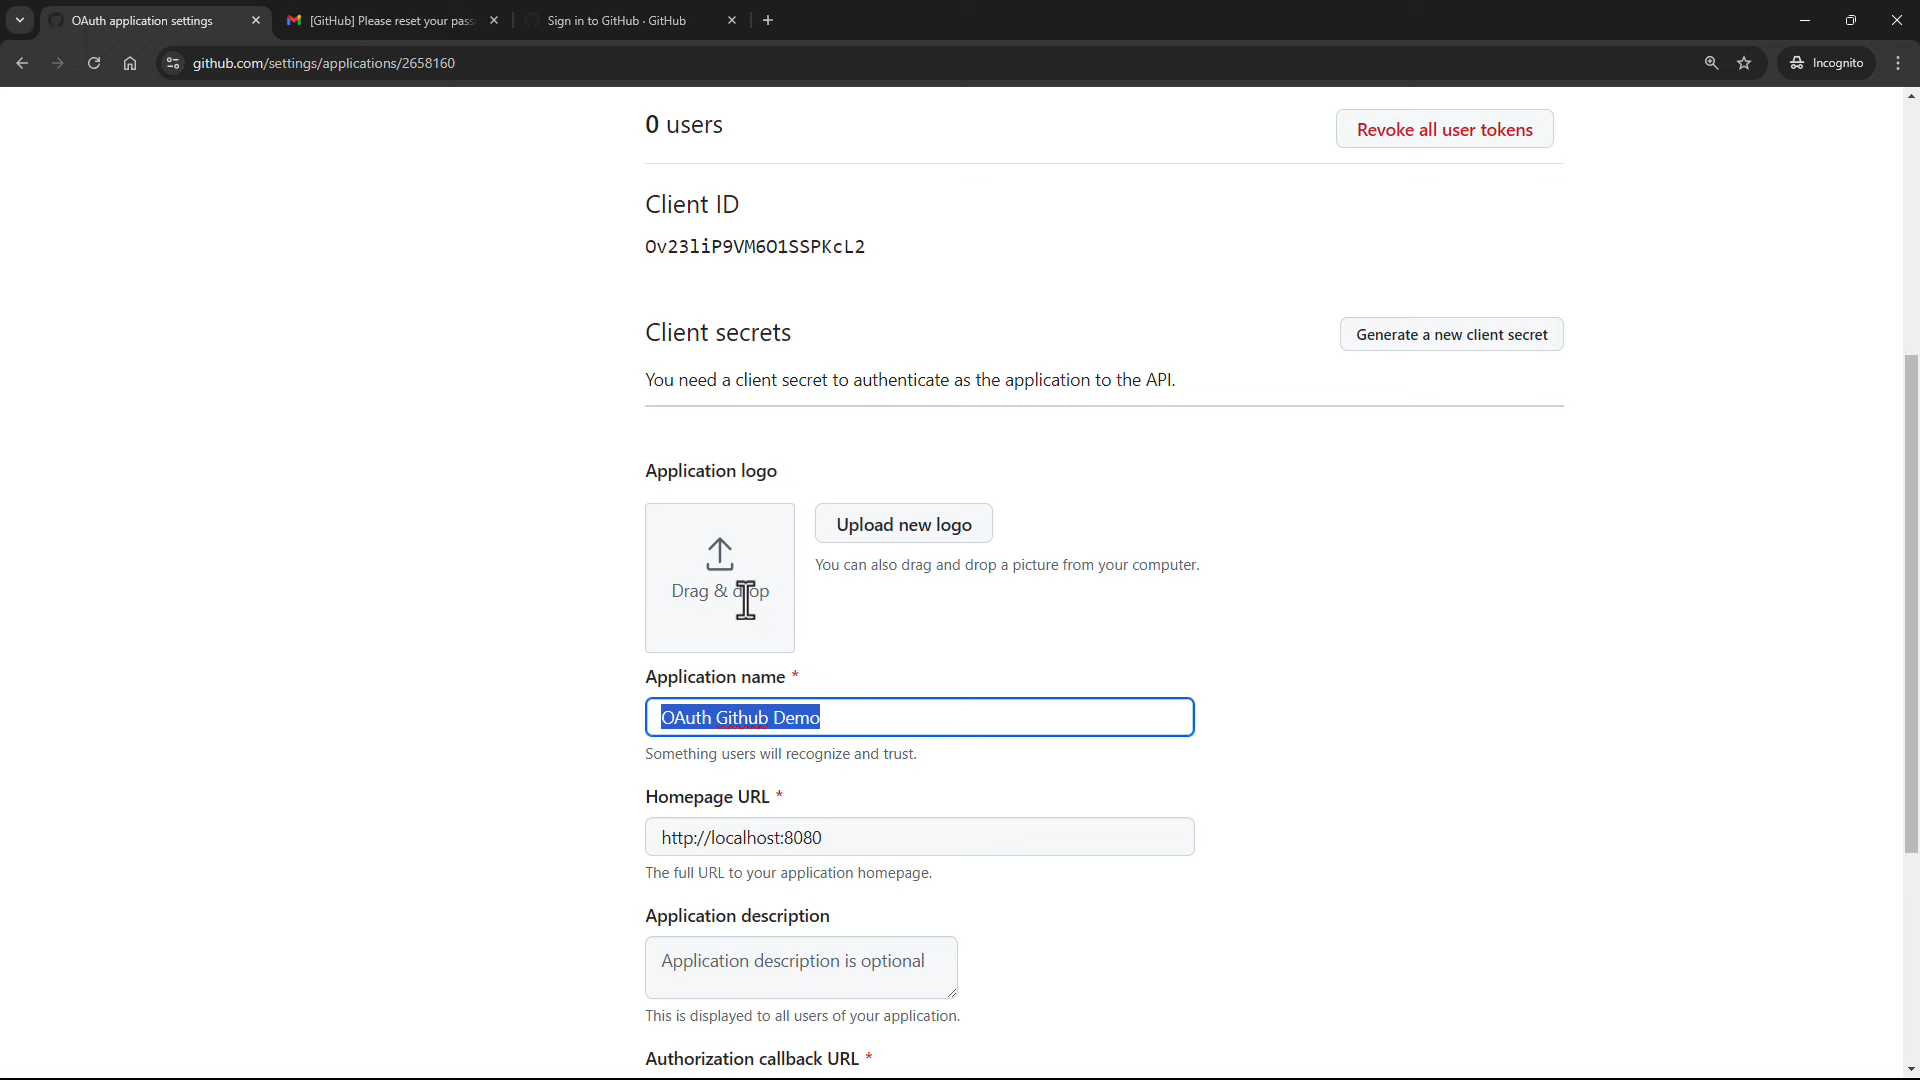 OAuth application settings
[GitHub] Please reset your pass
Sign in to GitHub · GitHub
github.com/settings/applications/2658160
Incognito
0 users
Revoke all user tokens
Client ID
Ov23liP9VM6O1SSPKcL2
Client secrets
Generate a new client secret
You need a client secret to authenticate as the application to the API.
Application logo
Upload new logo
You can also drag and drop a picture from your computer.
Drag & drop
Application name *
OAuth Github Demo
Something users will recognize and trust.
Homepage URL *
http://localhost:8080
The full URL to your application homepage.
Application description
Application description is optional
This is displayed to all users of your application.
Authorization callback URL *